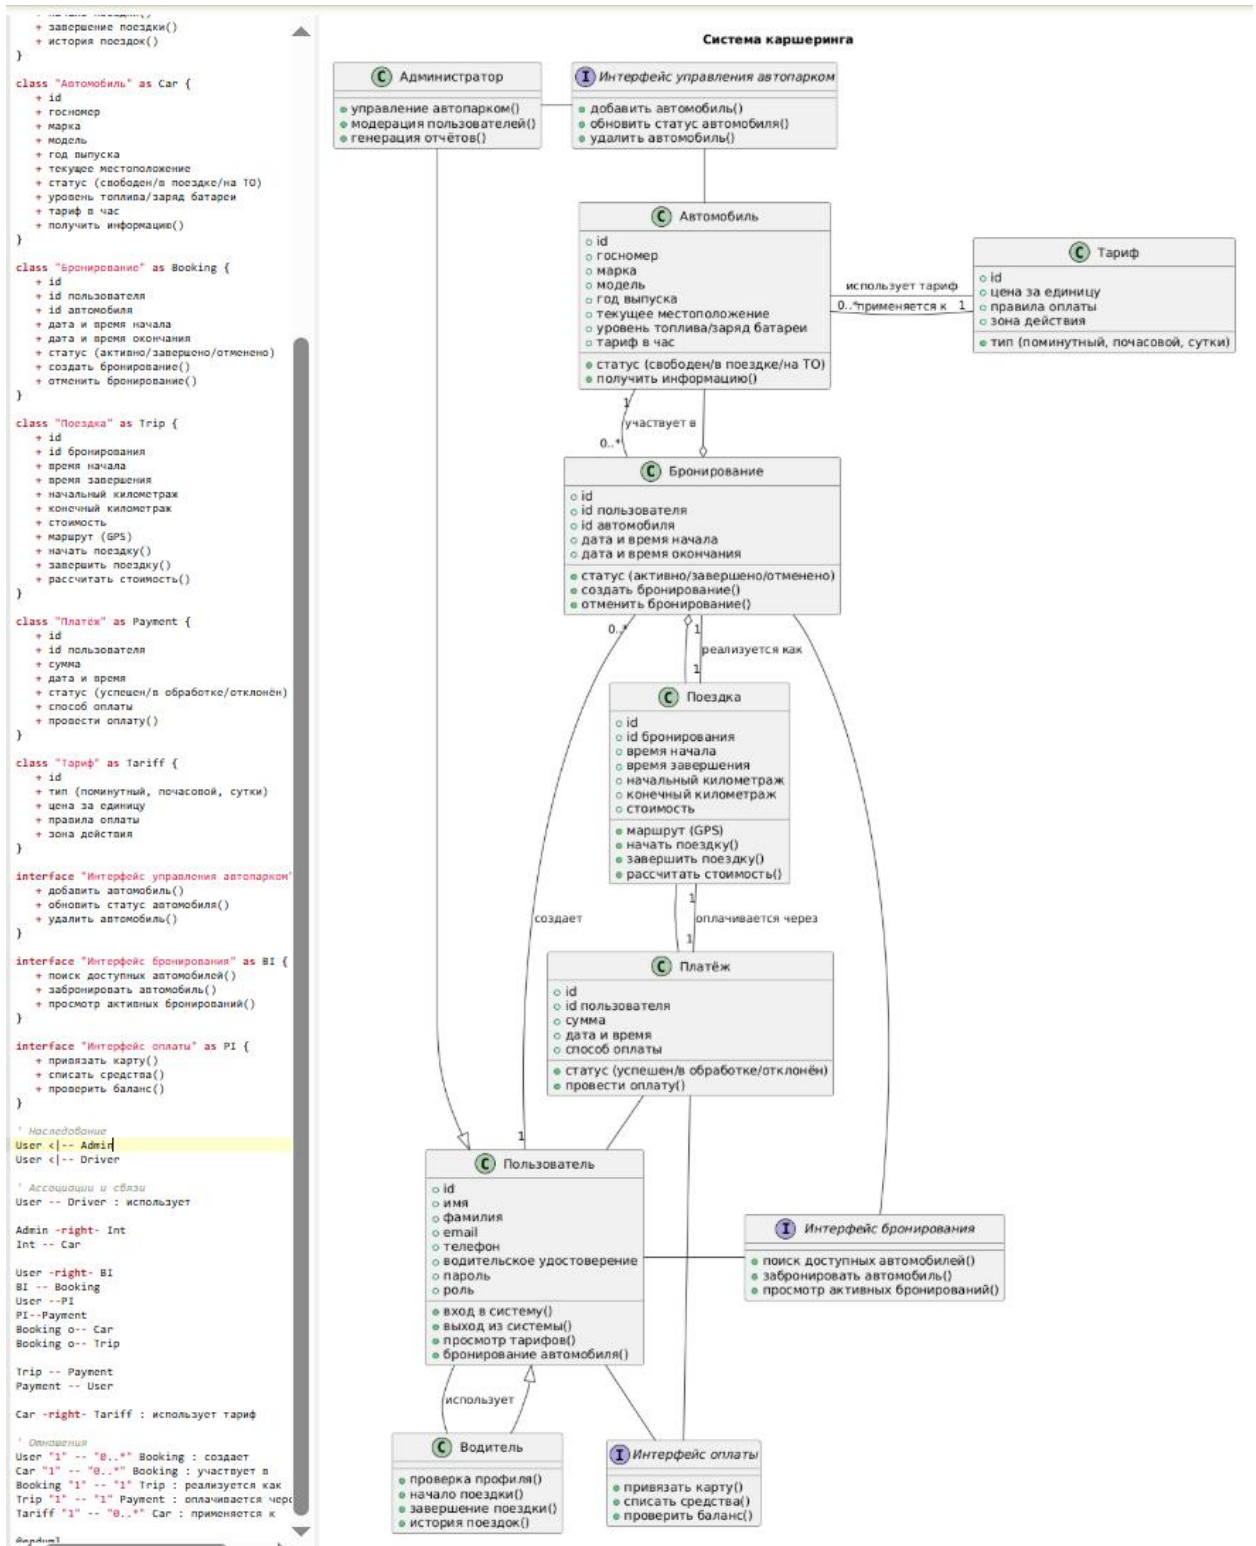 + завершение поездки()
+ история поездок()
}
class "Автомобиль" as Car {
+ id
+ госномер
+ марка
+ модель
+ год выпуска
+ текущее местоположение
+ статус (свободен/в поездке/на ТО)
+ уровень топлива/заряд батареи
+ тариф в час
+ получить информацию()
}
class "Бронирование" as Booking {
+ id
+ id пользователя
+ id автомобиля
+ дата и время начала
+ дата и время окончания
+ статус (активно/завершено/отменено)
+ создать бронирование()
+ отменить бронирование()
}
class "Поездка" as Trip {
+ id
+ id бронирования
+ время начала
+ время завершения
+ начальный километраж
+ конечный километраж
+ стоимость
+ маршрут (GPS)
+ начать поездку()
+ завершить поездку()
+ рассчитать стоимость()
}
class "Платёж" as Payment {
+ id
+ id пользователя
+ сумма
+ дата и время
+ статус (успешен/в обработке/отклонён)
+ способ оплаты
+ провести оплату()
}
class "Тариф" as Tariff {
+ id
+ тип (поминутный, почасовой, сутки)
+ цена за единицу
+ правила оплаты
+ зона действия
}
interface "Интерфейс управления автопарком"
+ добавить автомобиль()
+ обновить статус автомобиля()
+ удалить автомобиль()
}
interface "Интерфейс бронирования" as BI {
+ поиск доступных автомобилей()
+ забронировать автомобиль()
+ просмотр активных бронирований()
}
interface "Интерфейс оплаты" as PI {
+ привязать карту()
+ списать средства()
+ проверить баланс()
}
' Наследование
User <|-- Admin
User <|-- Driver
' Ассоциации и связи
User -- Driver : использует
Admin -right- Int
Int -- Car
User -right- BI
BI -- Booking
User --PI
PI--Payment
Booking o-- Car
Booking o-- Trip
Trip -- Payment
Payment -- User
Car -right- Tariff : использует тариф
' Отношения
User "1" -- "0..*" Booking : создает
Car "1" -- "0..*" Booking : участвует в
Booking "1" -- "1" Trip : реализуется как
Trip "1" -- "1" Payment : оплачивается чере
Tariff "1" -- "0..*" Car : применяется к
@enduml
Система каршеринга
C Администратор
управление автопарком()
модерация пользователей()
генерация отчётов()
I Интерфейс управления автопарком
добавить автомобиль()
обновить статус автомобиля()
удалить автомобиль()
C Автомобиль
id
госномер
марка
модель
год выпуска
текущее местоположение
уровень топлива/заряд батареи
тариф в час
статус (свободен/в поездке/на ТО)
получить информацию()
использует тариф
0..* применяется к 1
C Тариф
id
цена за единицу
правила оплаты
зона действия
тип (поминутный, почасовой, сутки)
1
участвует в
0..*
C Бронирование
id
id пользователя
id автомобиля
дата и время начала
дата и время окончания
статус (активно/завершено/отменено)
создать бронирование()
отменить бронирование()
0..*
1
реализуется как
1
C Поездка
id
id бронирования
время начала
время завершения
начальный километраж
конечный километраж
стоимость
маршрут (GPS)
начать поездку()
завершить поездку()
рассчитать стоимость()
создает
1
оплачивается через
1
C Платёж
id
id пользователя
сумма
дата и время
способ оплаты
статус (успешен/в обработке/отклонён)
провести оплату()
1
C Пользователь
id
имя
фамилия
email
телефон
водительское удостоверение
пароль
роль
вход в систему()
выход из системы()
просмотр тарифов()
бронирование автомобиля()
I Интерфейс бронирования
поиск доступных автомобилей()
забронировать автомобиль()
просмотр активных бронирований()
использует
C Водитель
проверка профиля()
начало поездки()
завершение поездки()
история поездок()
I Интерфейс оплаты
привязать карту()
списать средства()
проверить баланс()